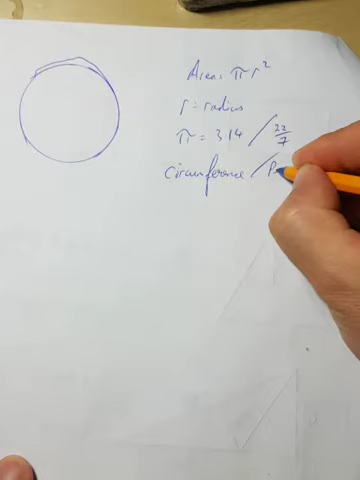 Area: πr²
r = radius
π = 3.14 / 22/7
Circumference / P